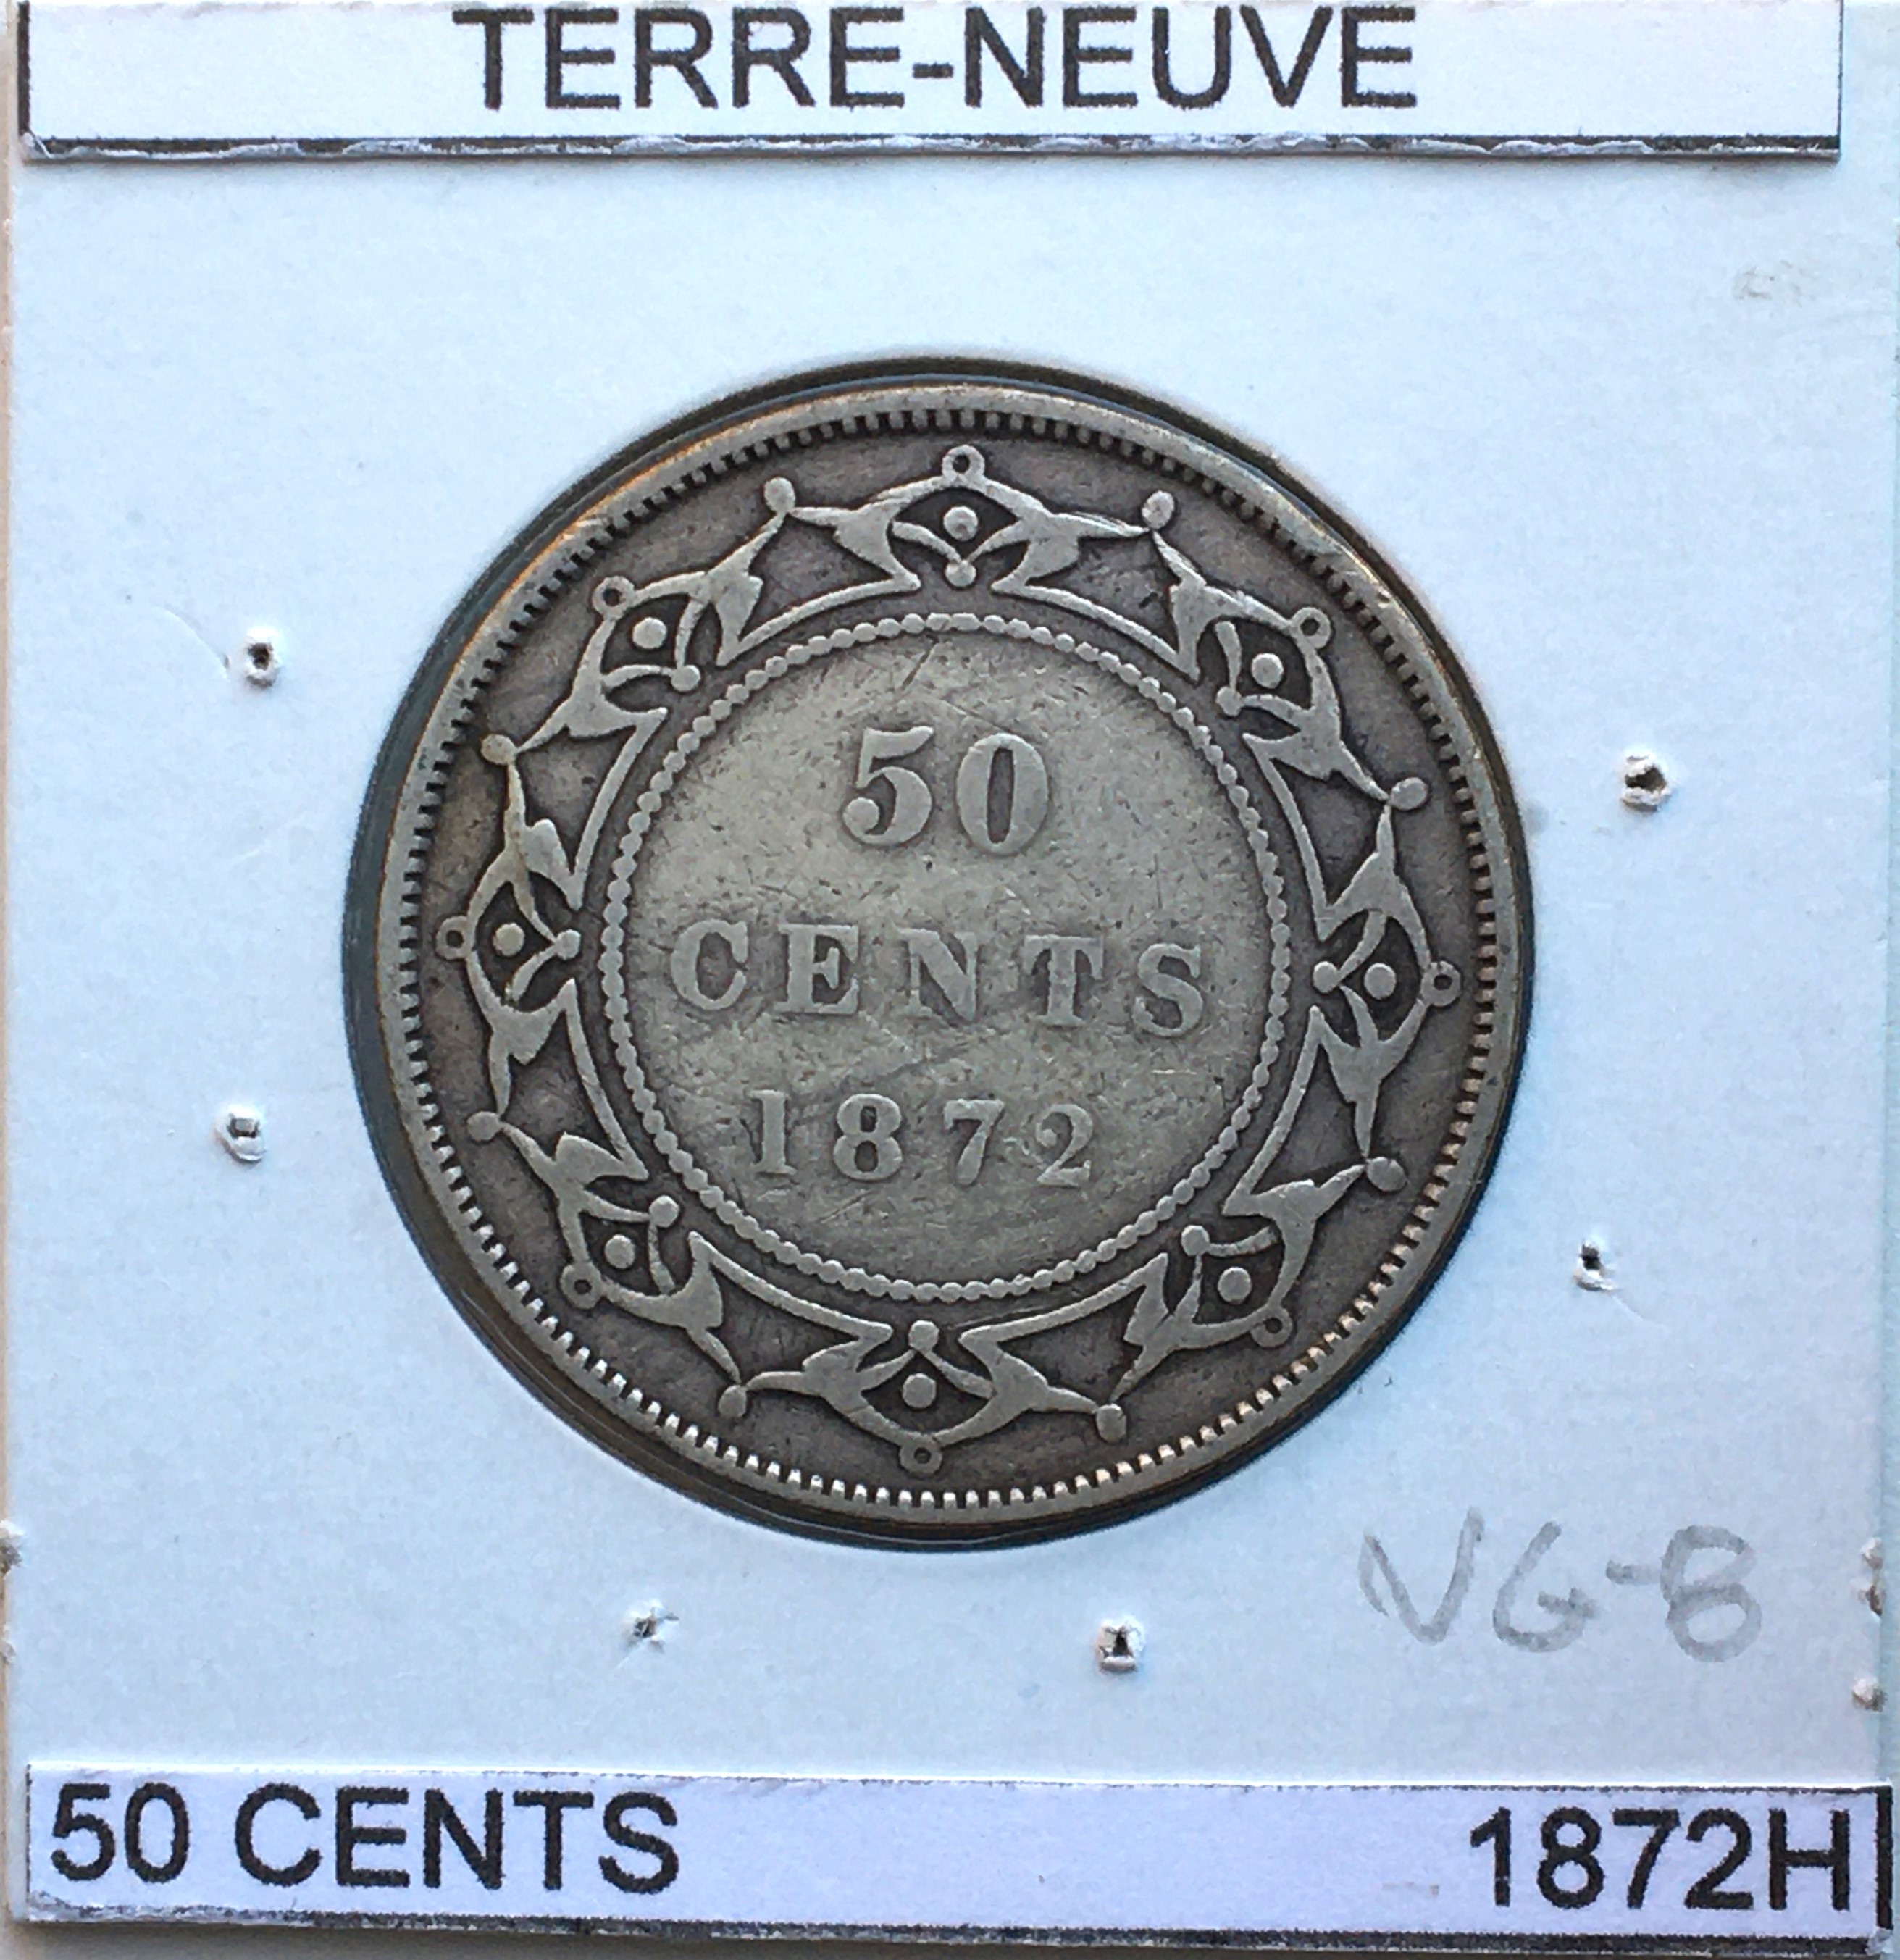 TERRE-NEUVE
50
CENTS
1872
VG-8
50 CENTS 1872H